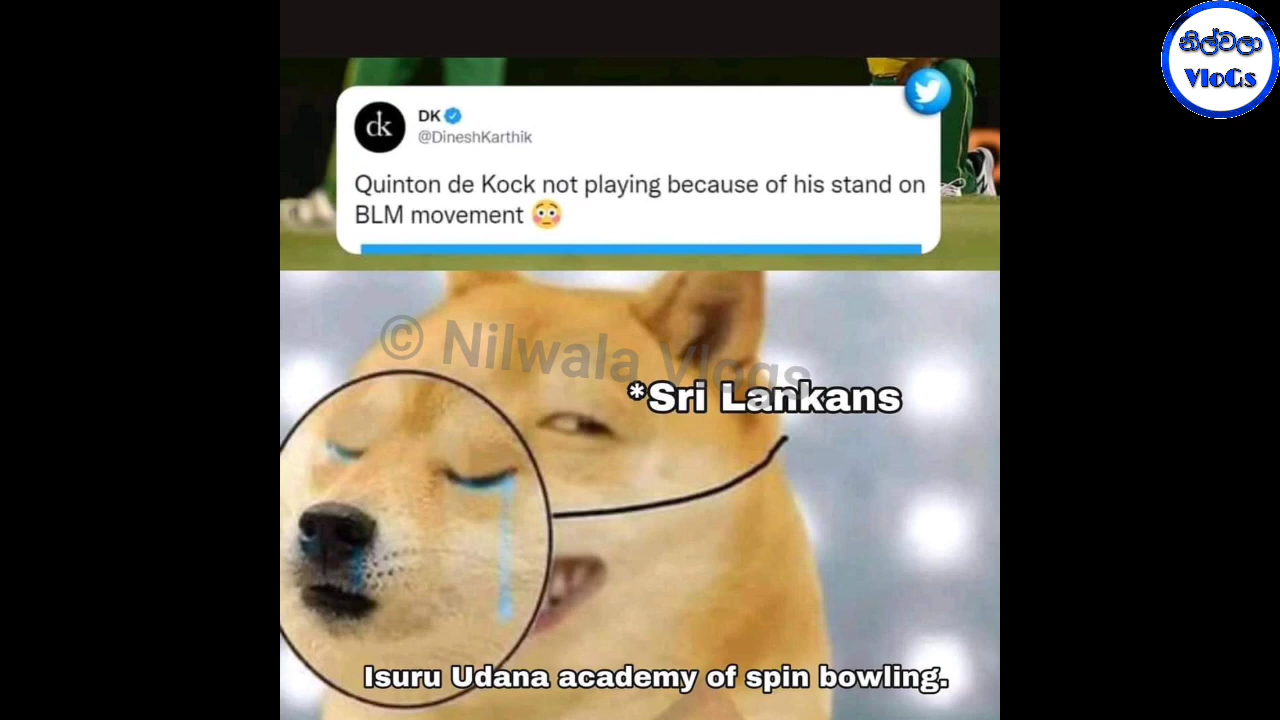 නිල්වලා
VloGs
dk
DK
@DineshKarthik
Quinton de Kock not playing because of his stand on
BLM movement 😳
© Nilwala Vlogs
*Sri Lankans
Isuru Udana academy of spin bowling.